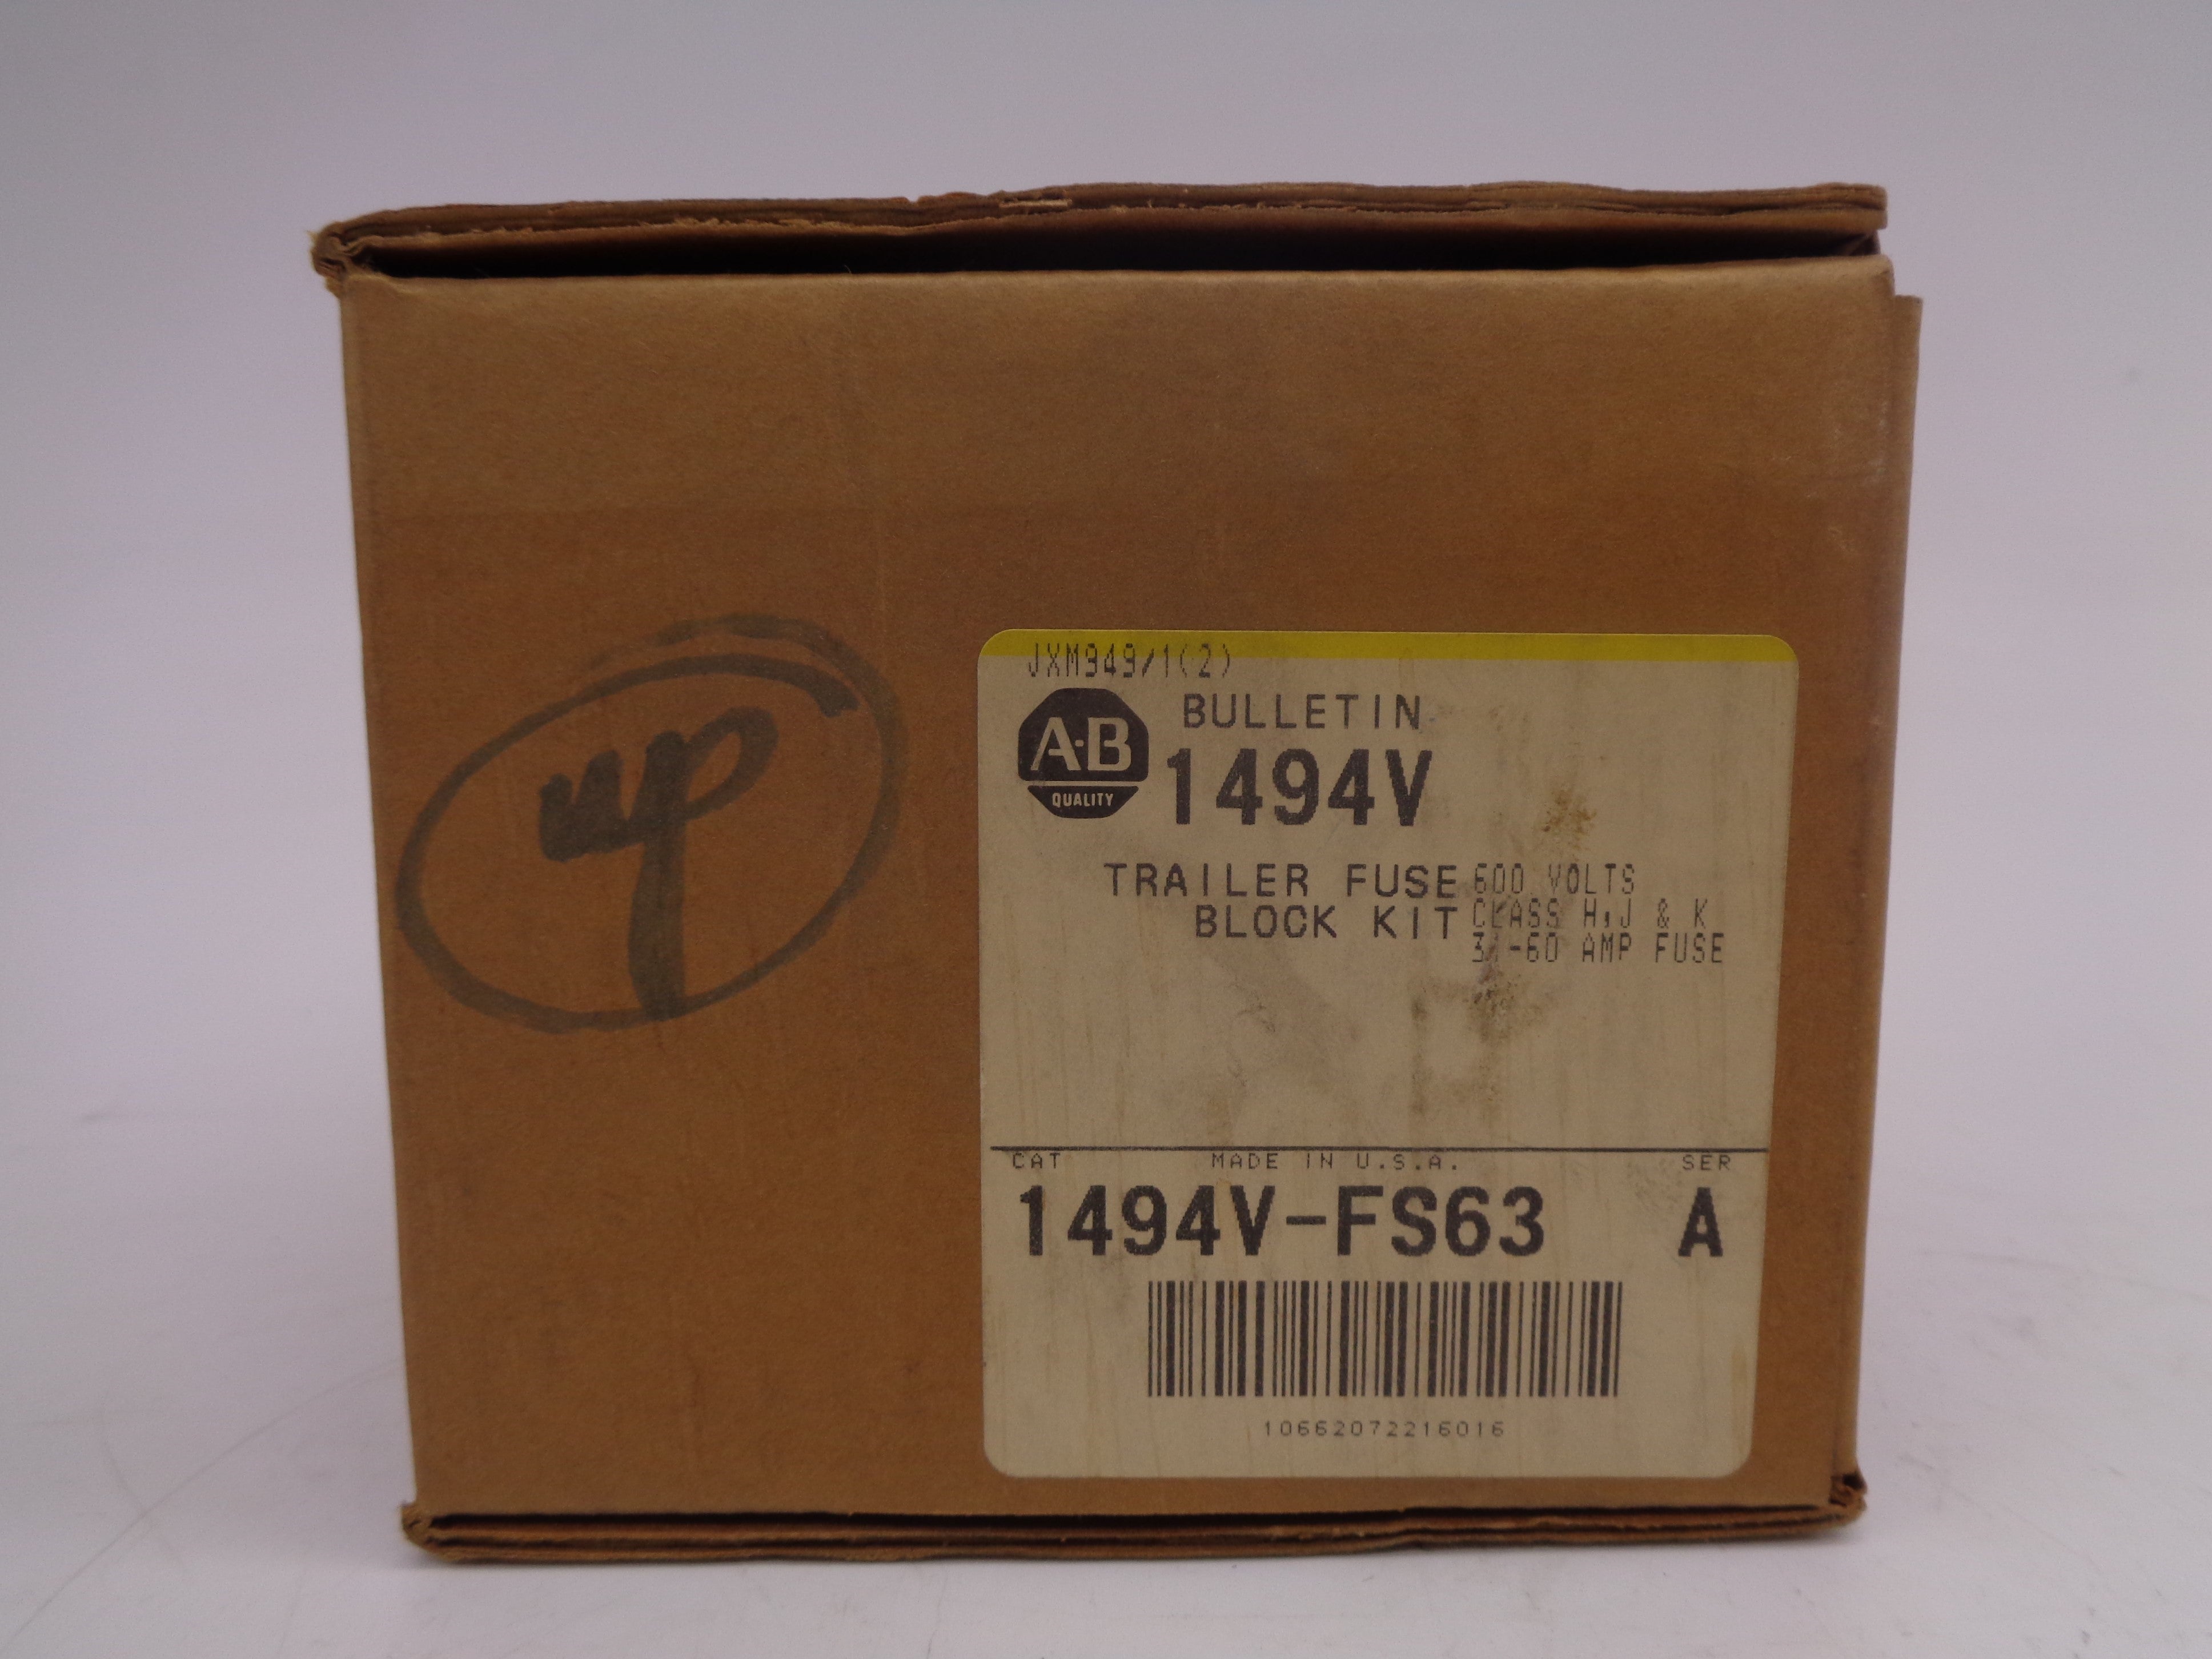 up
JXM949/1(2)
A·B
QUALITY
BULLETIN
1494V
TRAILER FUSE
BLOCK KIT
600 VOLTS
CLASS H,J & K
-60 AMP FUSE
CAT MADE IN U.S.A. SER
1494V-FS63 A
10662072216016